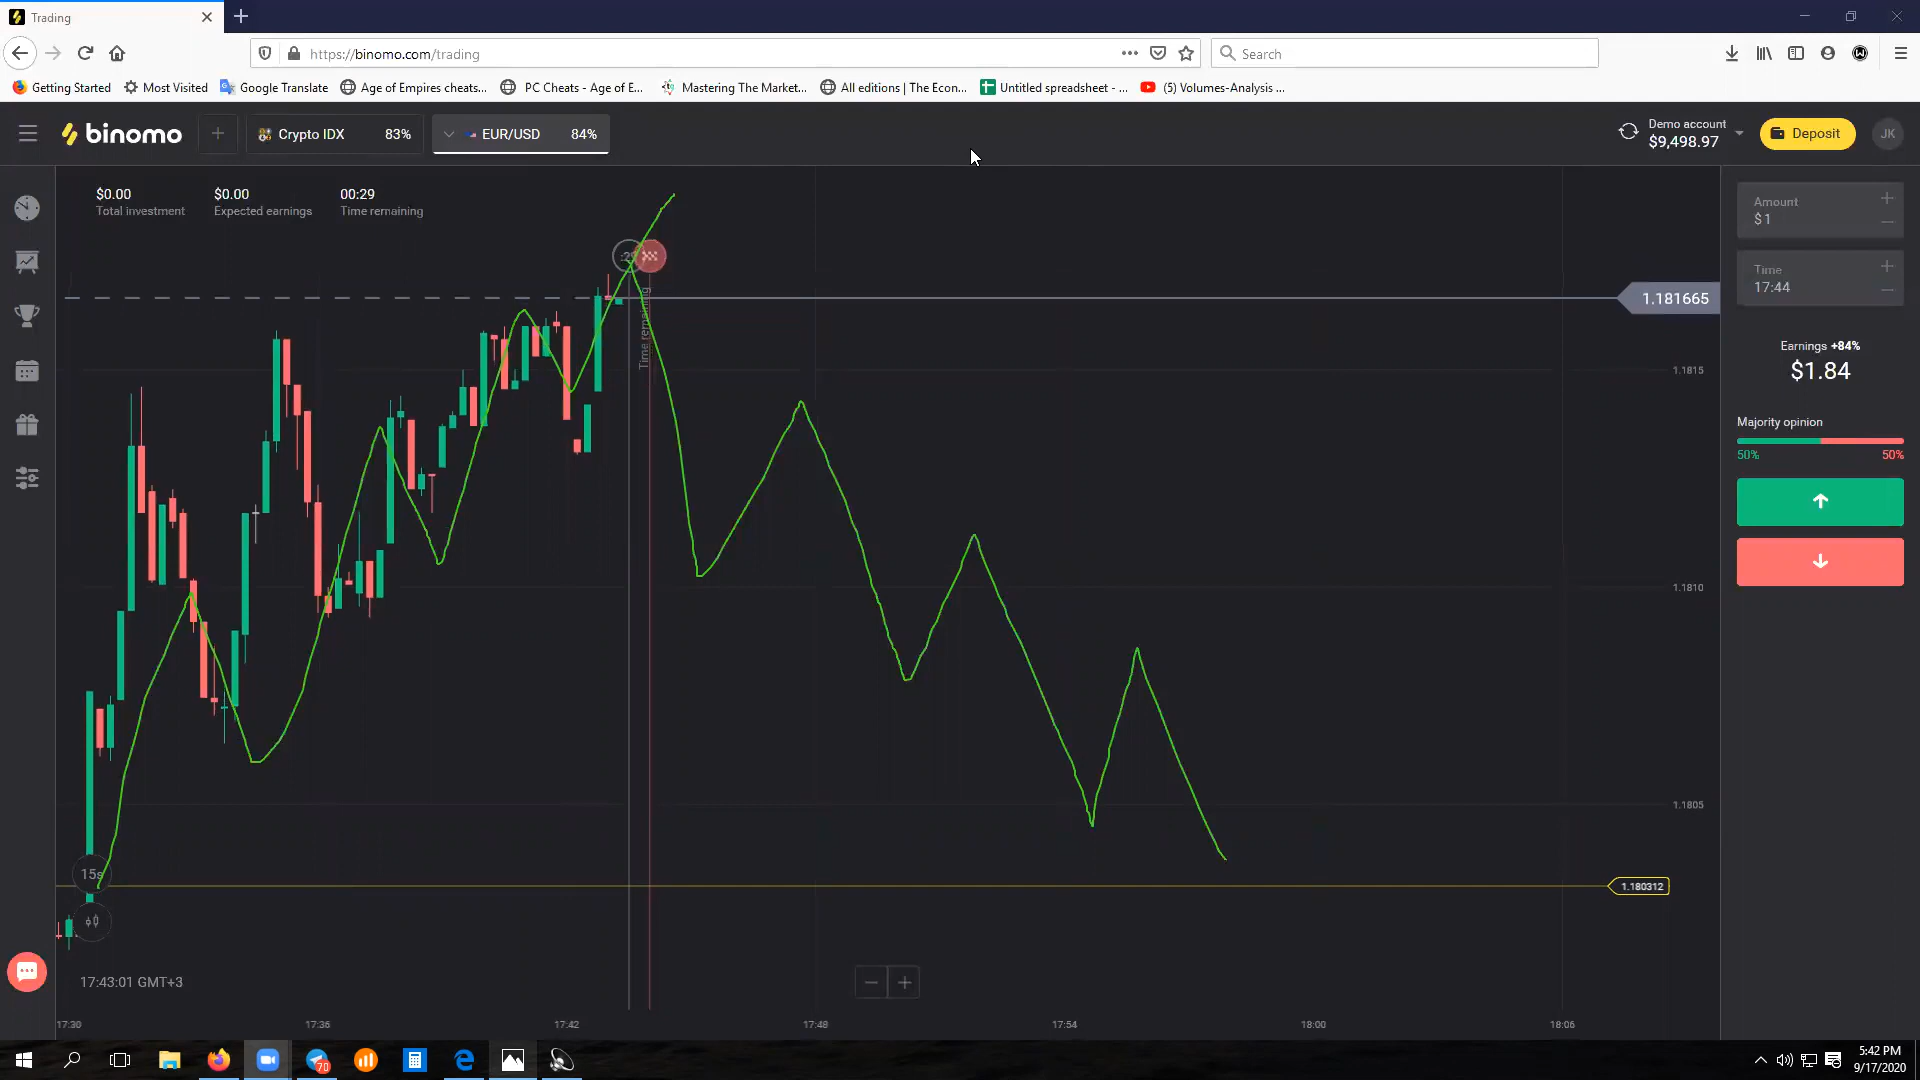 Trading
https://binomo.com/trading
Search
Getting Started
Most Visited
Google Translate
Age of Empires cheats...
PC Cheats - Age of E...
Mastering The Market...
All editions | The Econ...
Untitled spreadsheet - ...
(5) Volumes-Analysis ...
binomo
Crypto IDX 83%
EUR/USD 84%
Demo account
$9,498.97
Deposit
JK
$0.00
Total investment
$0.00
Expected earnings
00:29
Time remaining
Amount
$1
Time
17:44
Earnings +84%
$1.84
Majority opinion
50% 50%
Time remaining
1.181665
1.1815
1.1810
1.1805
1.180312
15s
17:43:01 GMT+3
17:30 17:36 17:42 17:48 17:54 18:00 18:06
70
5:42 PM
9/17/2020